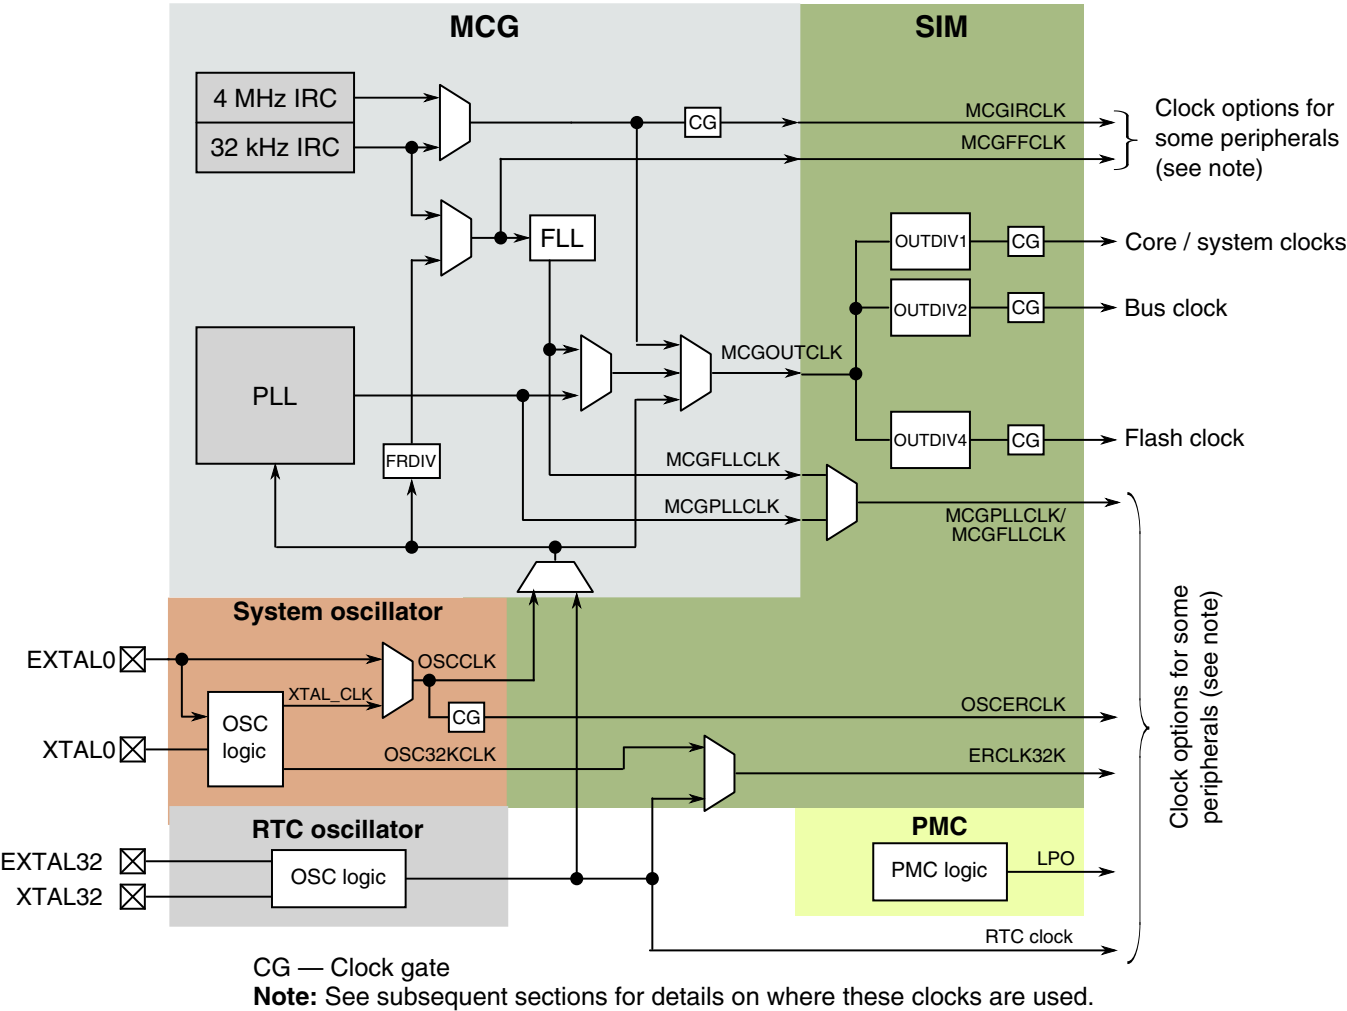 MCG
SIM
4 MHz IRC
32 kHz IRC
CG
MCGIRCLK
MCGFFCLK
Clock options for
some peripherals
(see note)
FLL
OUTDIV1
CG
Core / system clocks
OUTDIV2
CG
Bus clock
MCGOUTCLK
PLL
OUTDIV4
CG
Flash clock
FRDIV
MCGFLLCLK
MCGPLLCLK
MCGPLLCLK/
MCGFLLCLK
Clock options for some
peripherals (see note)
System oscillator
EXTAL0
OSCCLK
XTAL_CLK
OSC
logic
CG
OSCERCLK
XTAL0
OSC32KCLK
ERCLK32K
RTC oscillator
PMC
EXTAL32
OSC logic
PMC logic
LPO
XTAL32
RTC clock
CG — Clock gate
Note: See subsequent sections for details on where these clocks are used.